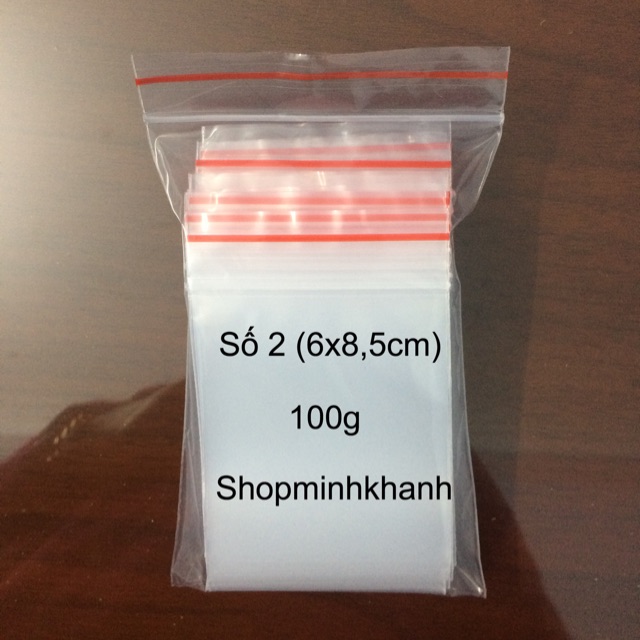 Số 2 (6x8,5cm)
100g
Shopminhkhanh